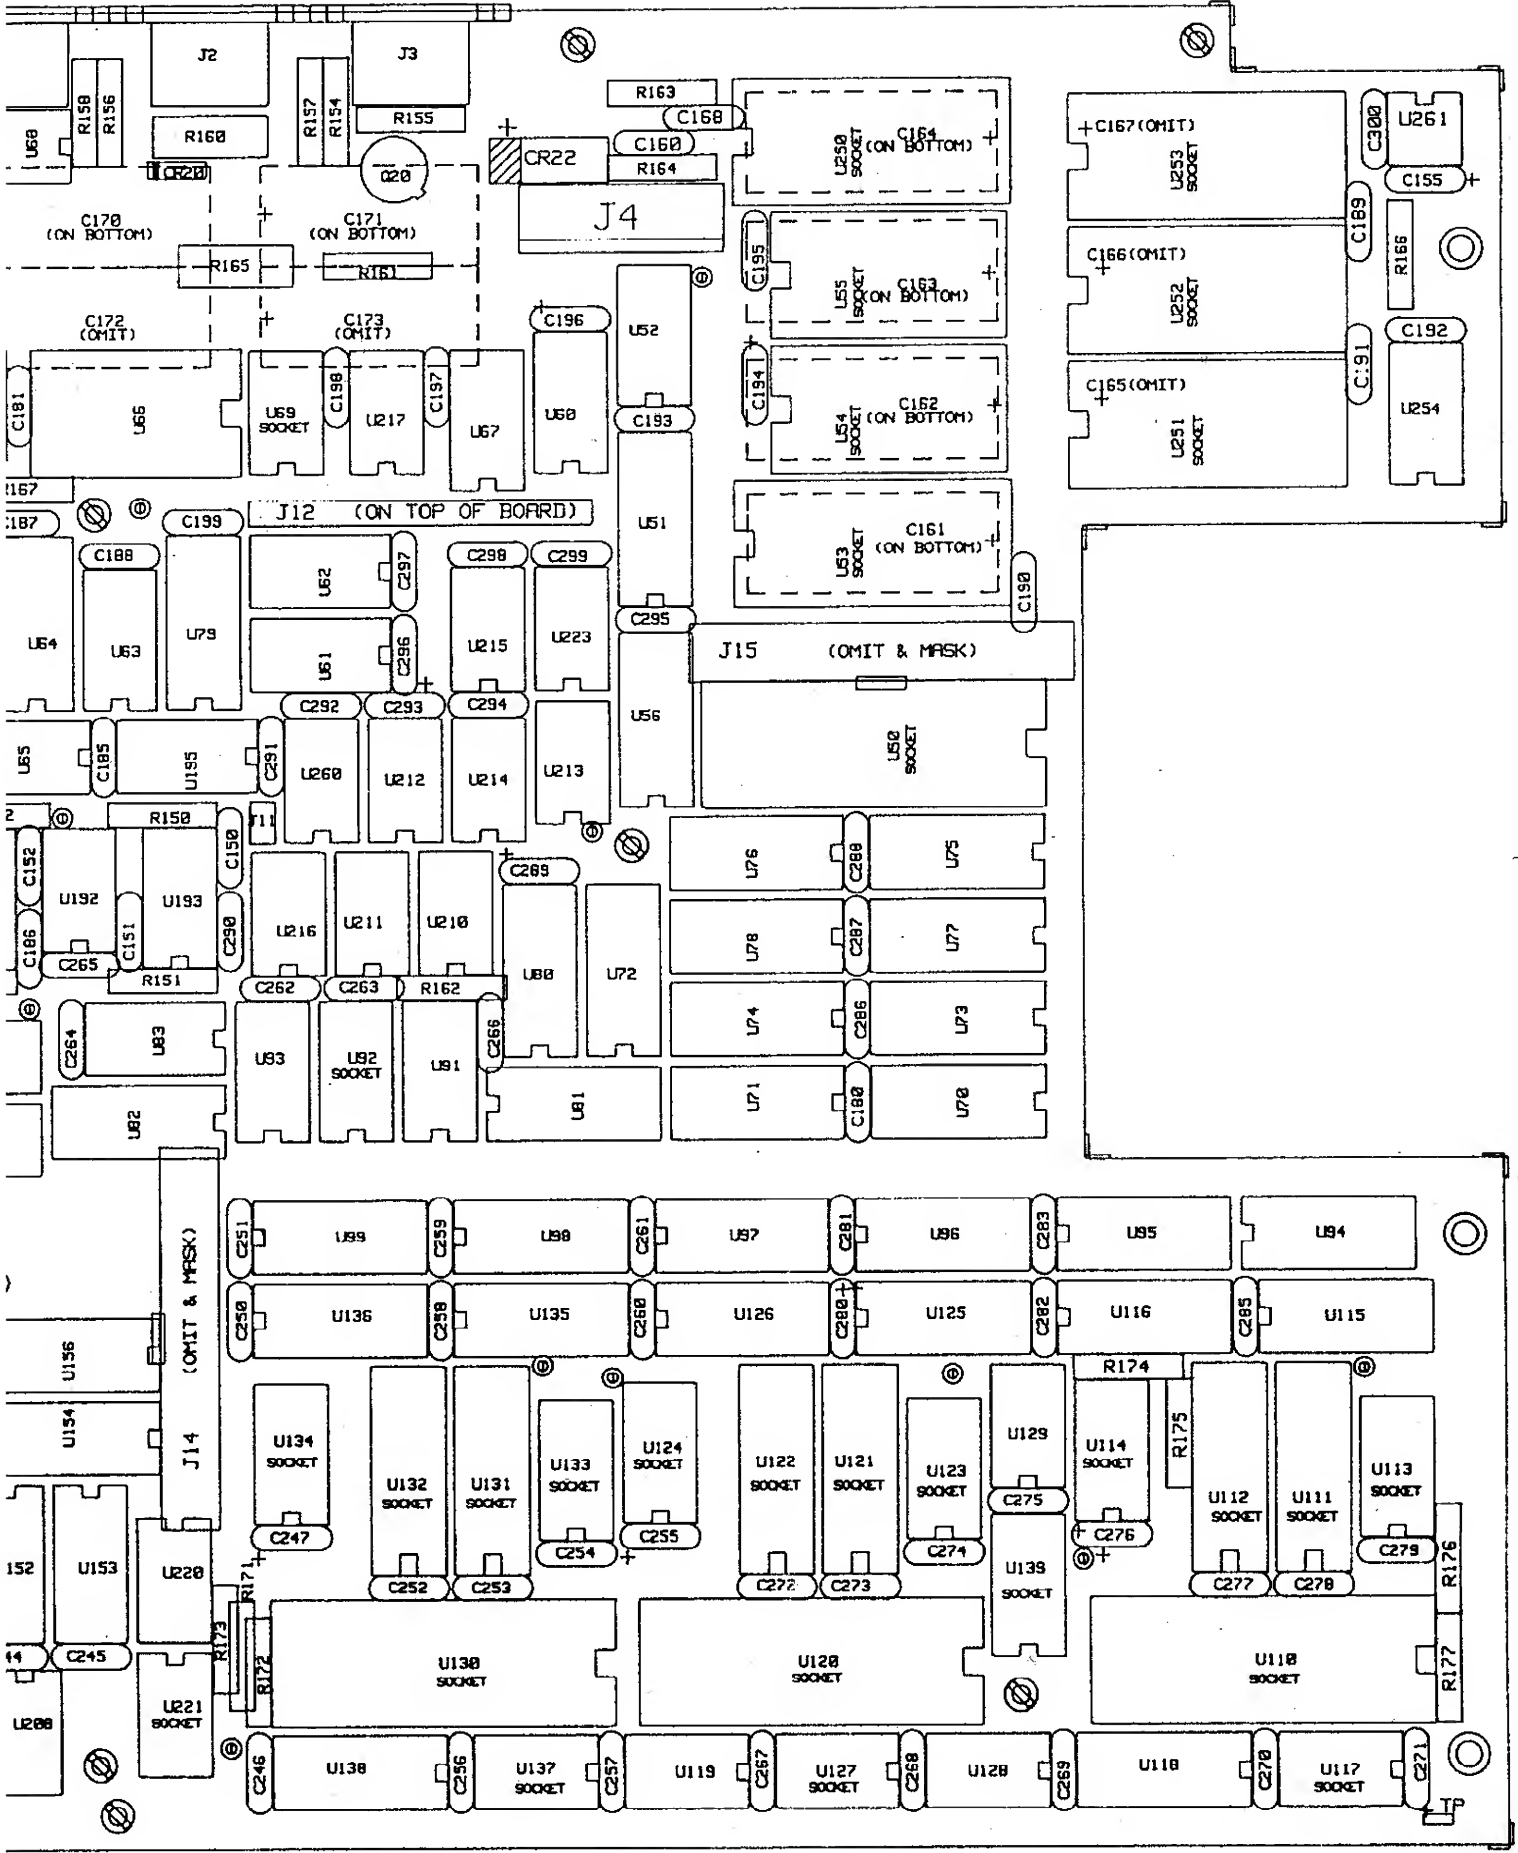 J2
J3
R158
R156
R157
R154
R163
C168
R160
R155
U68
C160
R164
CR20
Q20
CR22
J4
U250
SOCKET
C164
(ON BOTTOM)
C167(OMIT)
U253
SOCKET
C300
U261
C155
C170
(ON BOTTOM)
C171
(ON BOTTOM)
C189
R165
R161
C195
U55
SOCKET
C163
(ON BOTTOM)
C166(OMIT)
U252
SOCKET
R166
C172
(OMIT)
C173
(OMIT)
C196
U52
C192
C181
U66
U69
SOCKET
C198
U217
C197
U67
U60
C193
C194
U54
SOCKET
C162
(ON BOTTOM)
C165(OMIT)
U251
SOCKET
C191
U254
R167
J12 (ON TOP OF BOARD)
C187
C199
U51
U53
SOCKET
C161
(ON BOTTOM)
C188
U62
C297
C298
C299
C190
U64
U63
U79
U61
C296
U215
U223
C295
J15 (OMIT & MASK)
C292
C293
C294
U56
U65
C185
U195
C291
U260
U212
U214
U213
U50
SOCKET
R150
J11
C152
C150
U76
C288
U75
C289
U192
C151
U193
C290
U216
U211
U210
C186
C265
U78
C287
U77
R151
C262
C263
R162
U80
U72
C264
U83
U93
U92
SOCKET
U91
C266
U74
C286
U73
U82
U81
U71
C180
U70
J14 (OMIT & MASK)
C251
U99
C259
U98
C261
U97
C281
U96
C283
U95
U94
C250
U136
C258
U135
C260
U126
C280
U125
C282
U116
C285
U115
U156
U154
R174
R175
U134
SOCKET
U132
SOCKET
U131
SOCKET
U133
SOCKET
U124
SOCKET
U122
SOCKET
U121
SOCKET
U123
SOCKET
U129
U114
SOCKET
U112
SOCKET
U111
SOCKET
U113
SOCKET
C275
C247
C254
C255
C274
C276
C279
152
U153
U220
R171
C252
C253
C272
C273
U139
SOCKET
C277
C278
R176
R173
R172
44
C245
U130
SOCKET
U120
SOCKET
U110
SOCKET
R177
U208
U221
SOCKET
C246
U138
C256
U137
SOCKET
C257
U119
C267
U127
SOCKET
C268
U128
C269
U118
C270
U117
SOCKET
C271
TP